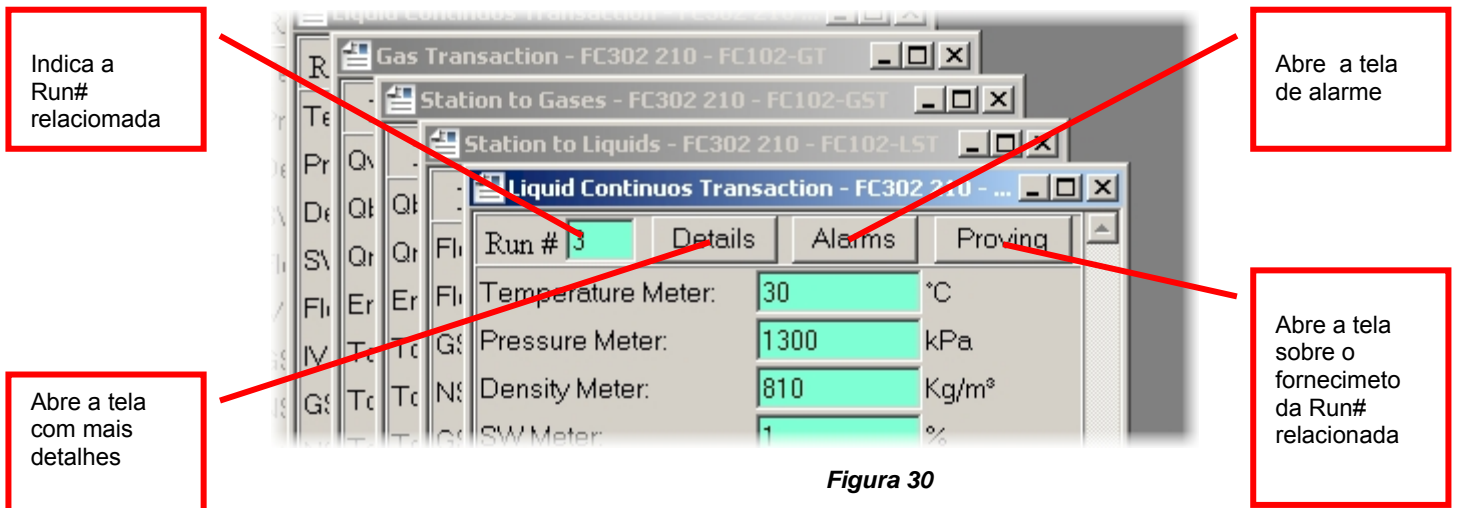 Indica a
Run#
relaciomada
Abre a tela
com mais
detalhes
Gas Transaction - FC302 210 - FC102-GT
Station to Gases - FC302 210 - FC102-GST
Station to Liquids - FC302 210 - FC102-LST
Liquid Continuos Transaction - FC302 210 - ...
Run # 3 Details Alarms Proving
Temperature Meter: 30 °C
Pressure Meter: 1300 kPa
Density Meter: 810 Kg/m³
SW Meter: 1 %
Abre a tela
de alarme
Abre a tela
sobre o
fornecimeto
da Run#
relacionada
Figura 30